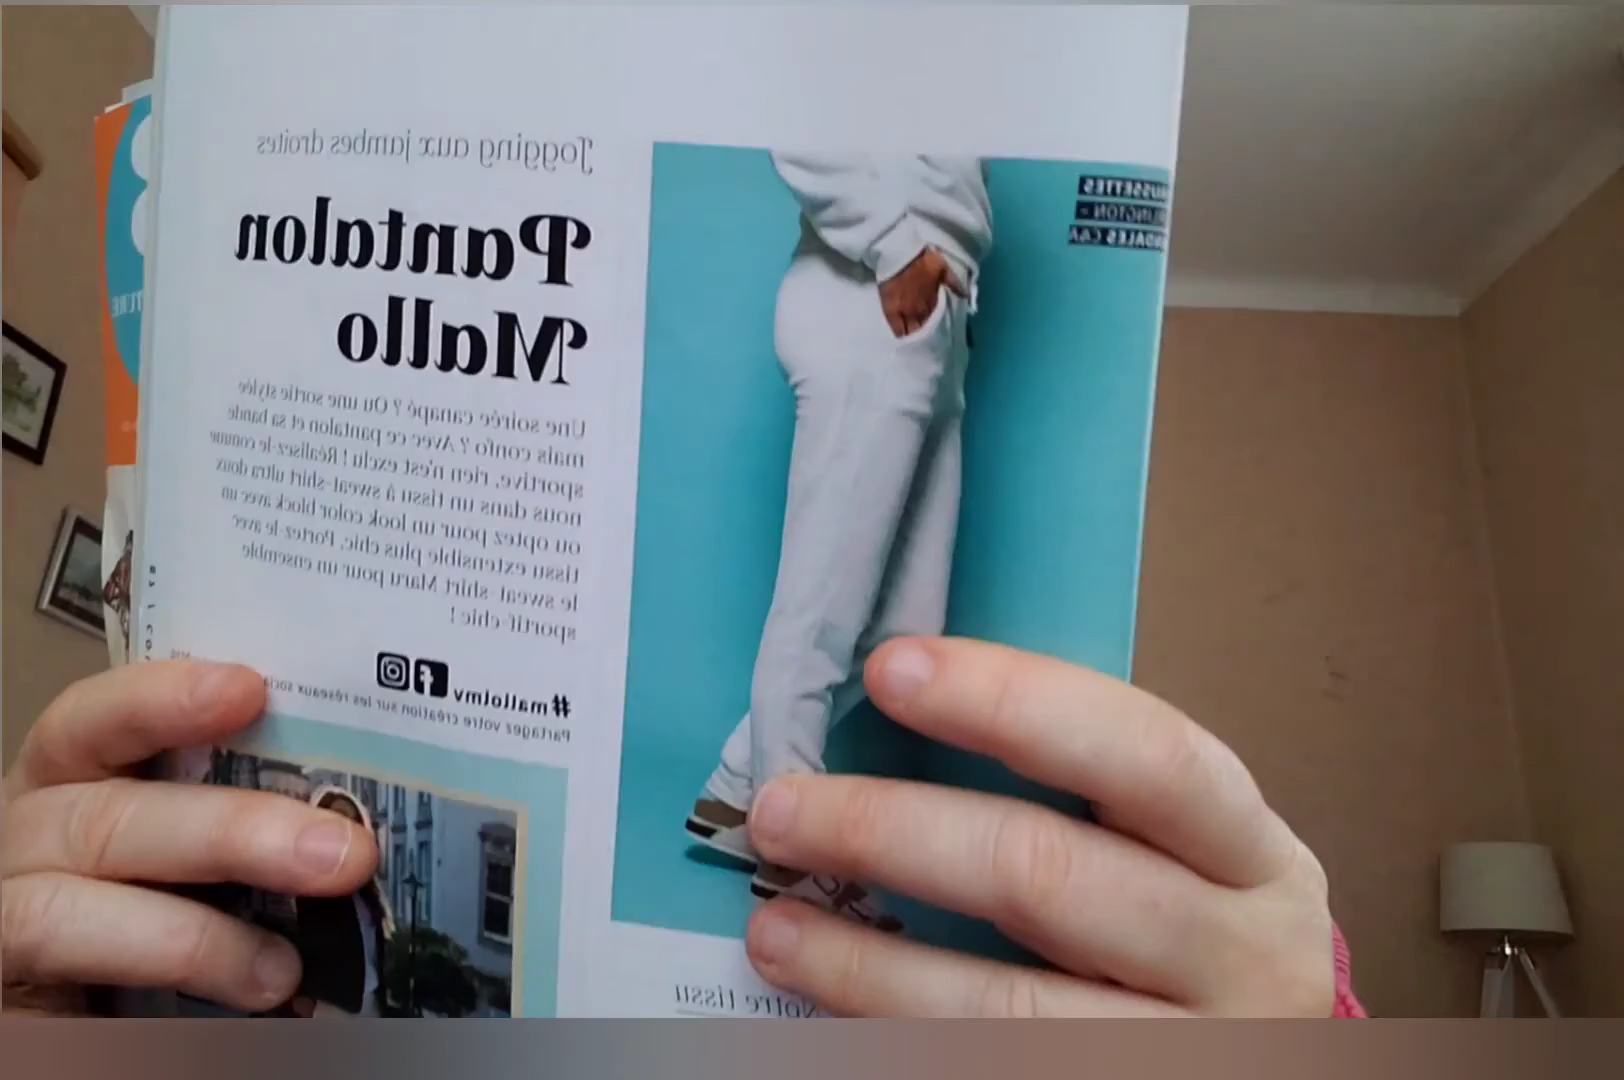 Jogging aux jambes droites
Pantalon
Mallo
Une soirée canapé ? Ou une sortie stylée
mais confo ? Avec ce pantalon et sa bande
sportive, rien n'est exclu ! Réalisez-le comme
nous dans un tissu à sweat-shirt ultra doux
ou optez pour un look color block avec un
tissu extensible plus chic. Portez-le avec
le sweat-shirt Maru pour un ensemble
sportif-chic !
#mallolmv
Partagez votre création sur les réseaux
Notre tissu